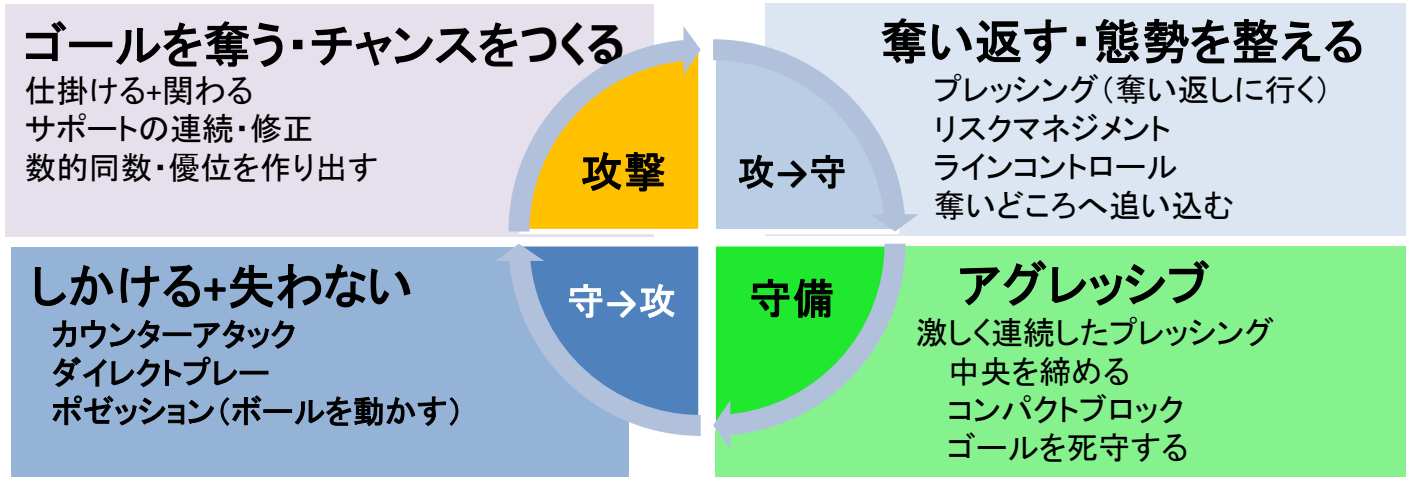 ゴールを奪う・チャンスをつくる
仕掛ける+関わる
サポートの連続・修正
数的同数・優位を作り出す
攻撃
攻→守
奪い返す・態勢を整える
プレッシング（奪い返しに行く）
リスクマネジメント
ラインコントロール
奪いどころへ追い込む
しかける+失わない
カウンターアタック
ダイレクトプレー
ポゼッション（ボールを動かす）
守→攻
守備
アグレッシブ
激しく連続したプレッシング
中央を締める
コンパクトブロック
ゴールを死守する